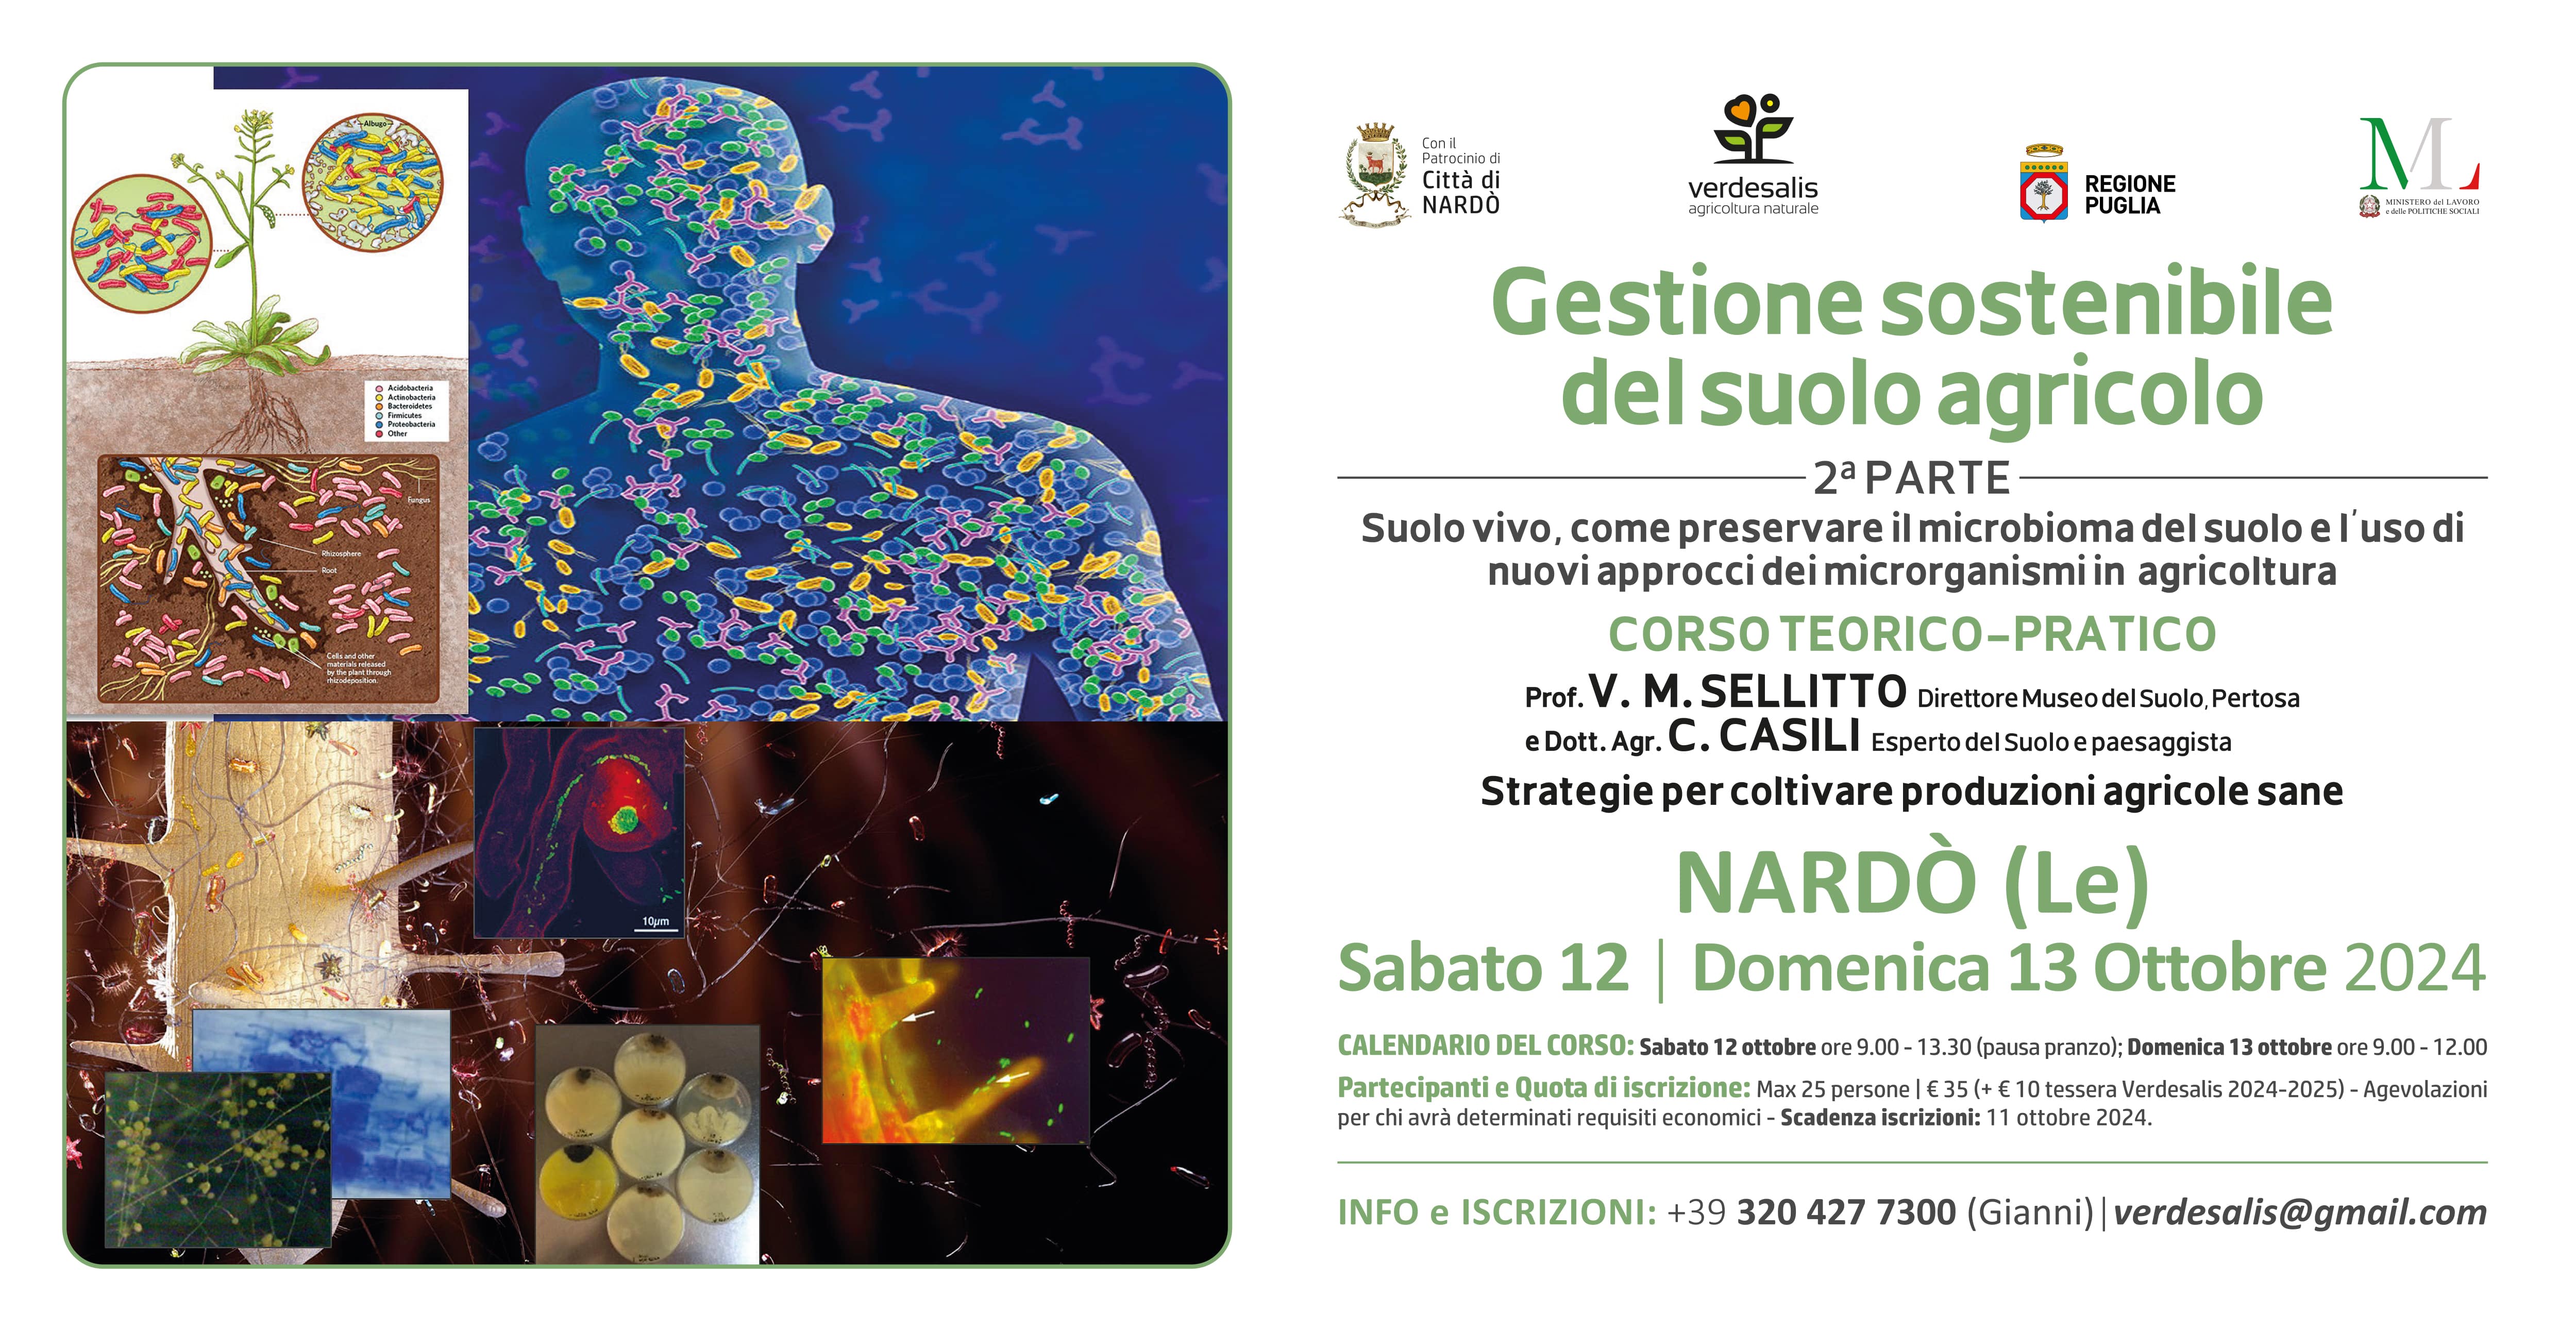 Albugo
Acidobacteria
Actinobacteria
Bacteroidetes
Firmicutes
Proteobacteria
Other
Fungus
Rhizosphere
Root
Cells and other
materials released
by the plant through
rhizodeposition.
10μm
Con il
Patrocinio di
Città di
NARDÒ
verdesalis
agricoltura naturale
REGIONE
PUGLIA
ML
MINISTERO del LAVORO
e delle POLITICHE SOCIALI
Gestione sostenibile
del suolo agricolo
2ª PARTE
Suolo vivo, come preservare il microbioma del suolo e l'uso di
nuovi approcci dei microrganismi in agricoltura
CORSO TEORICO-PRATICO
Prof. V. M. SELLITTO Direttore Museo del Suolo, Pertosa
e Dott. Agr. C. CASILI Esperto del Suolo e paesaggista
Strategie per coltivare produzioni agricole sane
NARDÒ (Le)
Sabato 12 | Domenica 13 Ottobre 2024
CALENDARIO DEL CORSO: Sabato 12 ottobre ore 9.00 - 13.30 (pausa pranzo); Domenica 13 ottobre ore 9.00 - 12.00
Partecipanti e Quota di iscrizione: Max 25 persone | € 35 (+ € 10 tessera Verdesalis 2024-2025) - Agevolazioni
per chi avrà determinati requisiti economici - Scadenza iscrizioni: 11 ottobre 2024.
INFO e ISCRIZIONI: +39 320 427 7300 (Gianni) | verdesalis@gmail.com